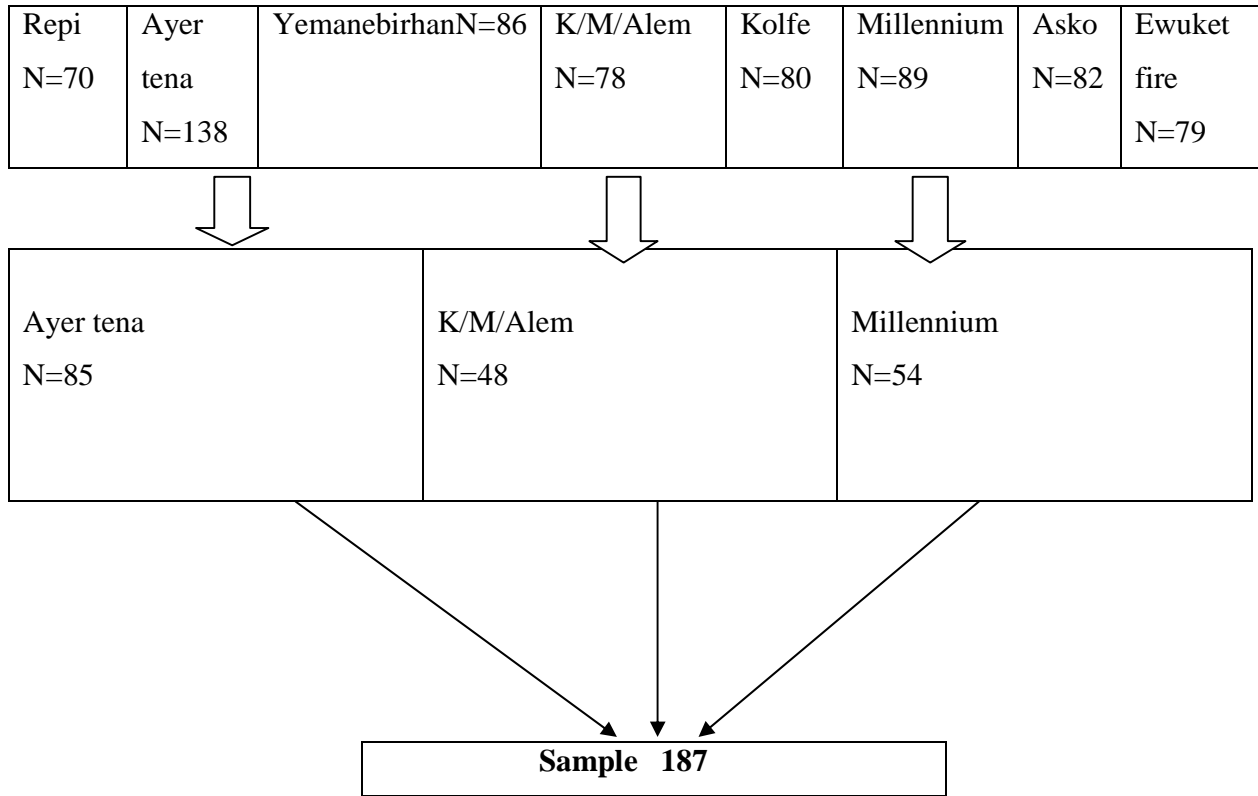 Repi
N=70
Ayer
tena
N=138
YemanebirhanN=86
K/M/Alem
N=78
Kolfe
N=80
Millennium
N=89
Asko
N=82
Ewuket
fire
N=79
Ayer tena
N=85
K/M/Alem
N=48
Millennium
N=54
Sample 187